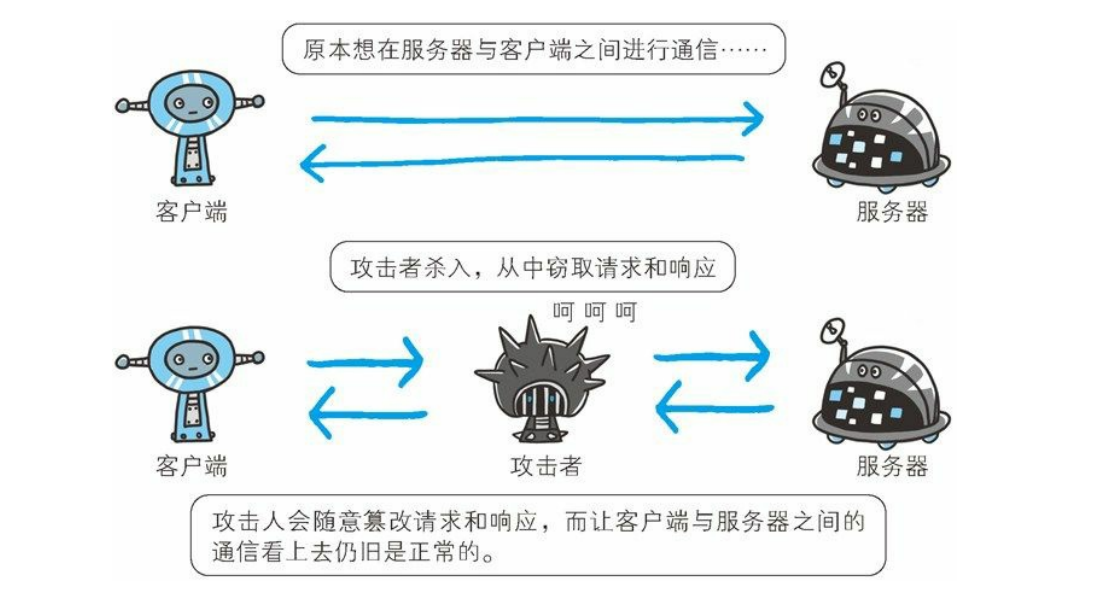 原本想在服务器与客户端之间进行通信……
客户端
服务器
攻击者杀入，从中窃取请求和响应
呵 呵 呵
客户端
攻击者
服务器
攻击人会随意篡改请求和响应，而让客户端与服务器之间的
通信看上去仍旧是正常的。